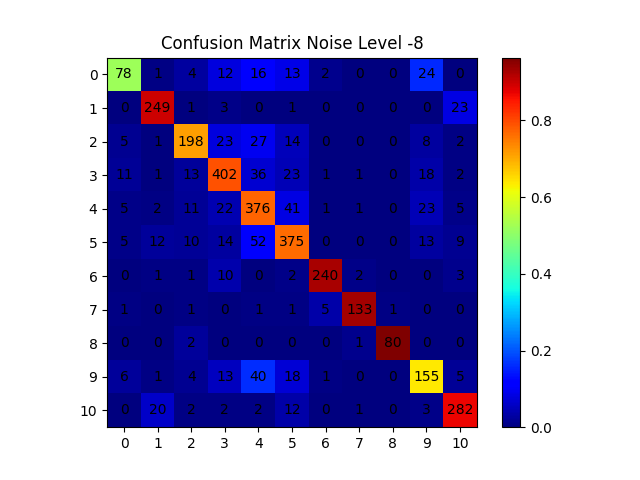 Confusion Matrix Noise Level -8
0 78 1 4 12 16 13 2 0 0 24 0
1 0 249 1 3 0 1 0 0 0 0 23
2 5 1 198 23 27 14 0 0 0 8 2
3 11 1 13 402 36 23 1 1 0 18 2
4 5 2 11 22 376 41 1 1 0 23 5
5 5 12 10 14 52 375 0 0 0 13 9
6 0 1 1 10 0 2 240 2 0 0 3
7 1 0 1 0 1 1 5 133 1 0 0
8 0 0 2 0 0 0 0 1 80 0 0
9 6 1 4 13 40 18 1 0 0 155 5
10 0 20 2 2 2 12 0 1 0 3 282
0 1 2 3 4 5 6 7 8 9 10
0.8
0.6
0.4
0.2
0.0